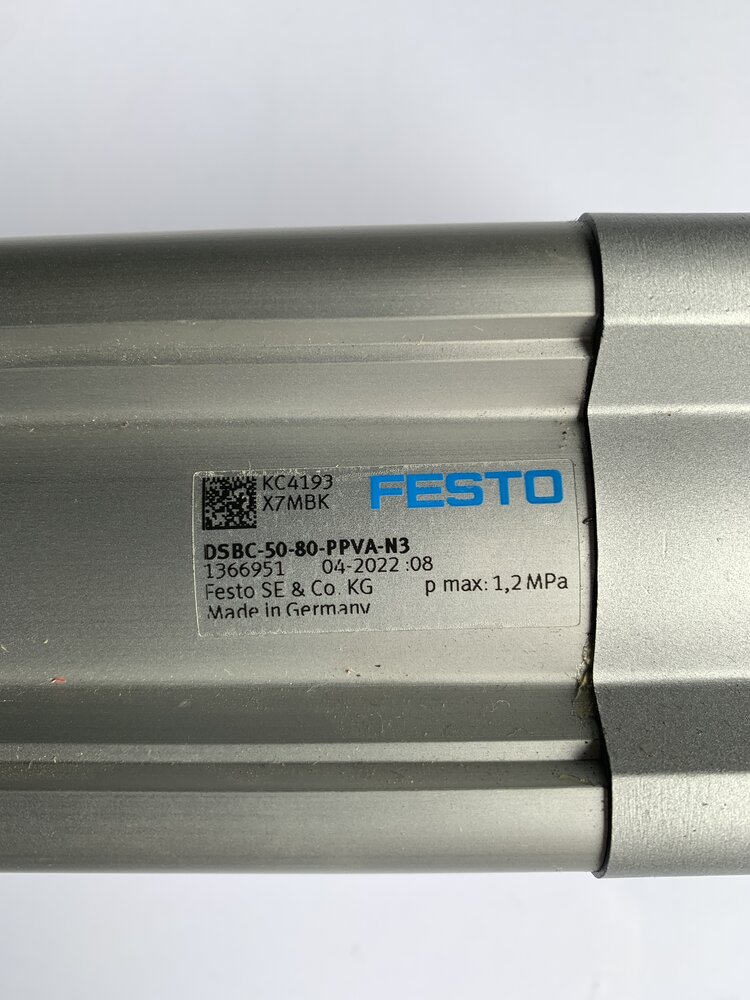 KC4193
X7MBK
FESTO
DSBC-50-80-PPVA-N3
1366951 04-2022 :08
Festo SE & Co. KG p max: 1,2 MPa
Made in Germany